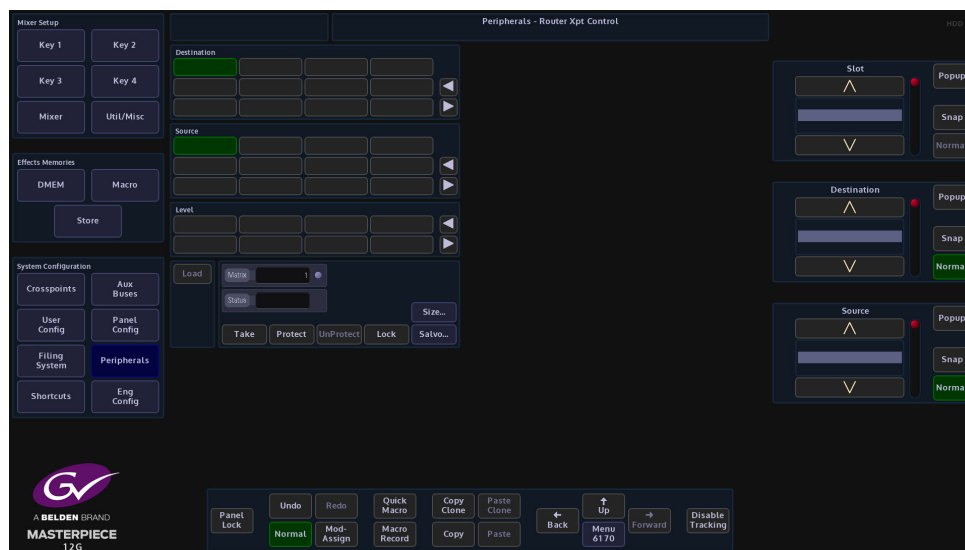 Mixer Setup
Peripherals - Router Xpt Control
HDD
Key 1
Key 2
Key 3
Key 4
Mixer
Util/Misc
Effects Memories
DMEM
Macro
Store
System Configuration
Crosspoints
Aux
Buses
User
Config
Panel
Config
Filing
System
Peripherals
Shortcuts
Eng
Config
Destination
Source
Level
Load
Matrix
1
Status
Size...
Take
Protect
UnProtect
Lock
Salvo...
Slot
Popup
Snap
Norma
Destination
Popup
Snap
Norma
Source
Popup
Snap
Norma
GV
A BELDEN BRAND
MASTERPIECE
12G
Panel
Lock
Undo
Redo
Normal
Mod-
Assign
Quick
Macro
Macro
Record
Copy
Clone
Paste
Clone
Copy
Paste
Back
Up
Menu
6170
Forward
Disable
Tracking